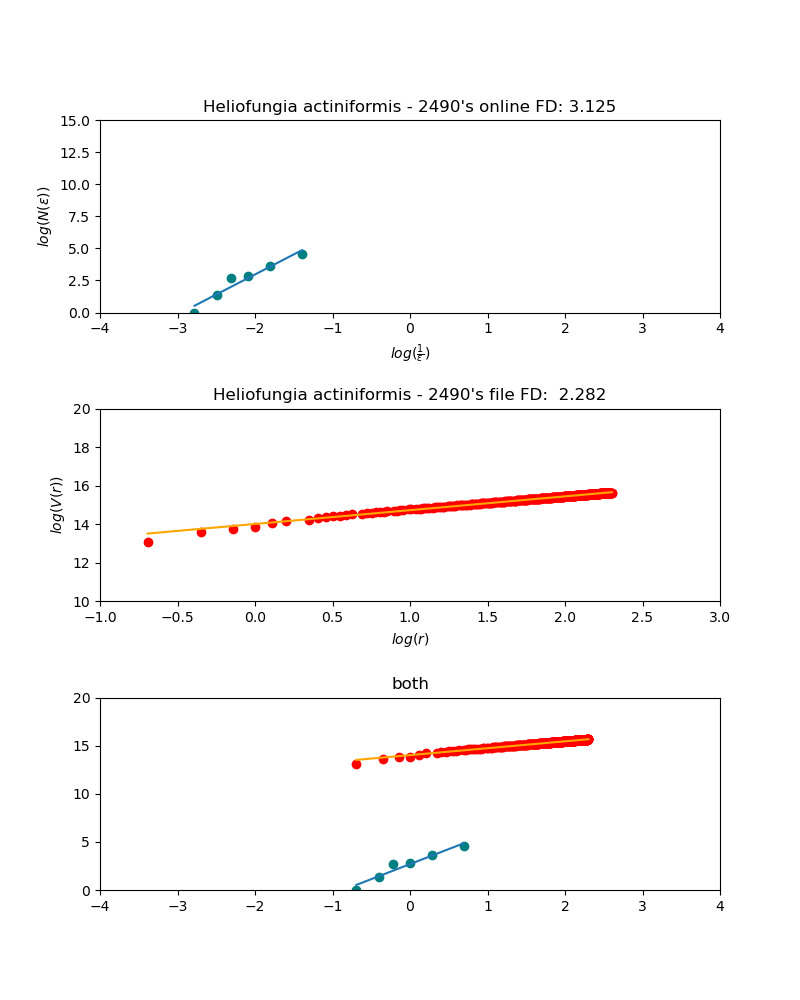 Heliofungia actiniformis - 2490's online FD: 3.125
15.0
12.5
10.0
7.5
5.0
2.5
0.0
log(N(ε))
−4 −3 −2 −1 0 1 2 3 4
log(1/ε)
Heliofungia actiniformis - 2490's file FD:  2.282
20
18
16
14
12
10
log(V(r))
−1.0 −0.5 0.0 0.5 1.0 1.5 2.0 2.5 3.0
log(r)
both
20
15
10
5
0
−4 −3 −2 −1 0 1 2 3 4